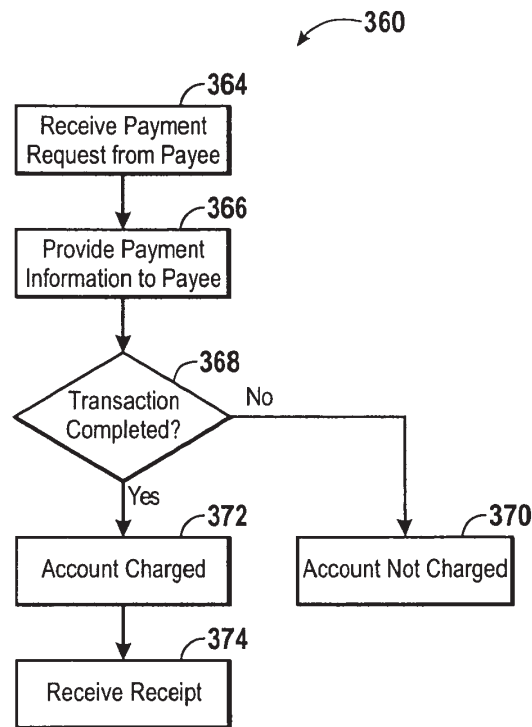 360
364
Receive Payment
Request from Payee
366
Provide Payment
Information to Payee
368
Transaction
Completed?
No
Yes
372
Account Charged
370
Account Not Charged
374
Receive Receipt